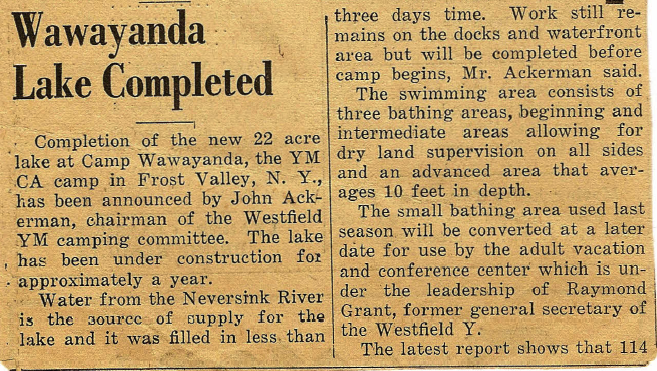 Wawayanda
Lake Completed
Completion of the new 22 acre
lake at Camp Wawayanda, the YM
CA camp in Frost Valley, N. Y.,
has been announced by John Ack-
erman, chairman of the Westfield
YM camping committee. The lake
has been under construction for
approximately a year.
Water from the Neversink River
is the source of supply for the
lake and it was filled in less than
three days time. Work still re-
mains on the docks and waterfront
area but will be completed before
camp begins, Mr. Ackerman said.
The swimming area consists of
three bathing areas, beginning and
intermediate areas allowing for
dry land supervision on all sides
and an advanced area that aver-
ages 10 feet in depth.
The small bathing area used last
season will be converted at a later
date for use by the adult vacation
and conference center which is un-
der the leadership of Raymond
Grant, former general secretary of
the Westfield Y.
The latest report shows that 114